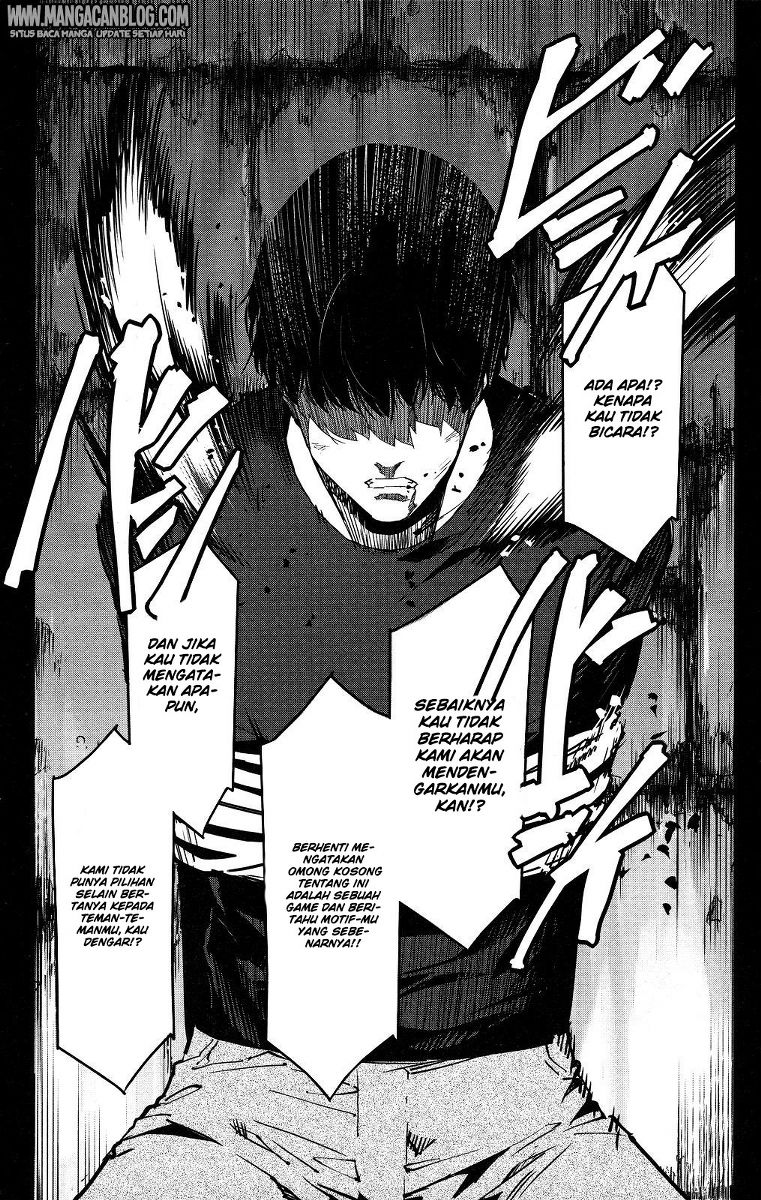 WWW.MANGACANBLOG.COM
SITUS BACA MANGA UPDATE SETIAP HARI
ADA APA!?
KENAPA
KAU TIDAK
BICARA!?
SEBAIKNYA
KAU TIDAK
BERHARAP
KAMI AKAN
MENDEN-
GARKANMU,
KAN!?
BERHENTI ME-
NGATAKAN
OMONG KOSONG
TENTANG INI
ADALAH SEBUAH
GAME DAN BERI-
TAHU MOTIF-MU
YANG SEBE-
NARNYA!!
DAN JIKA
KAU TIDAK
MENGATA-
KAN APA-
PUN,
KAMI TIDAK
PUNYA PILIHAN
SELAIN BER-
TANYA KEPADA
TEMAN-TE-
MANMU, KAU
DENGAR!?